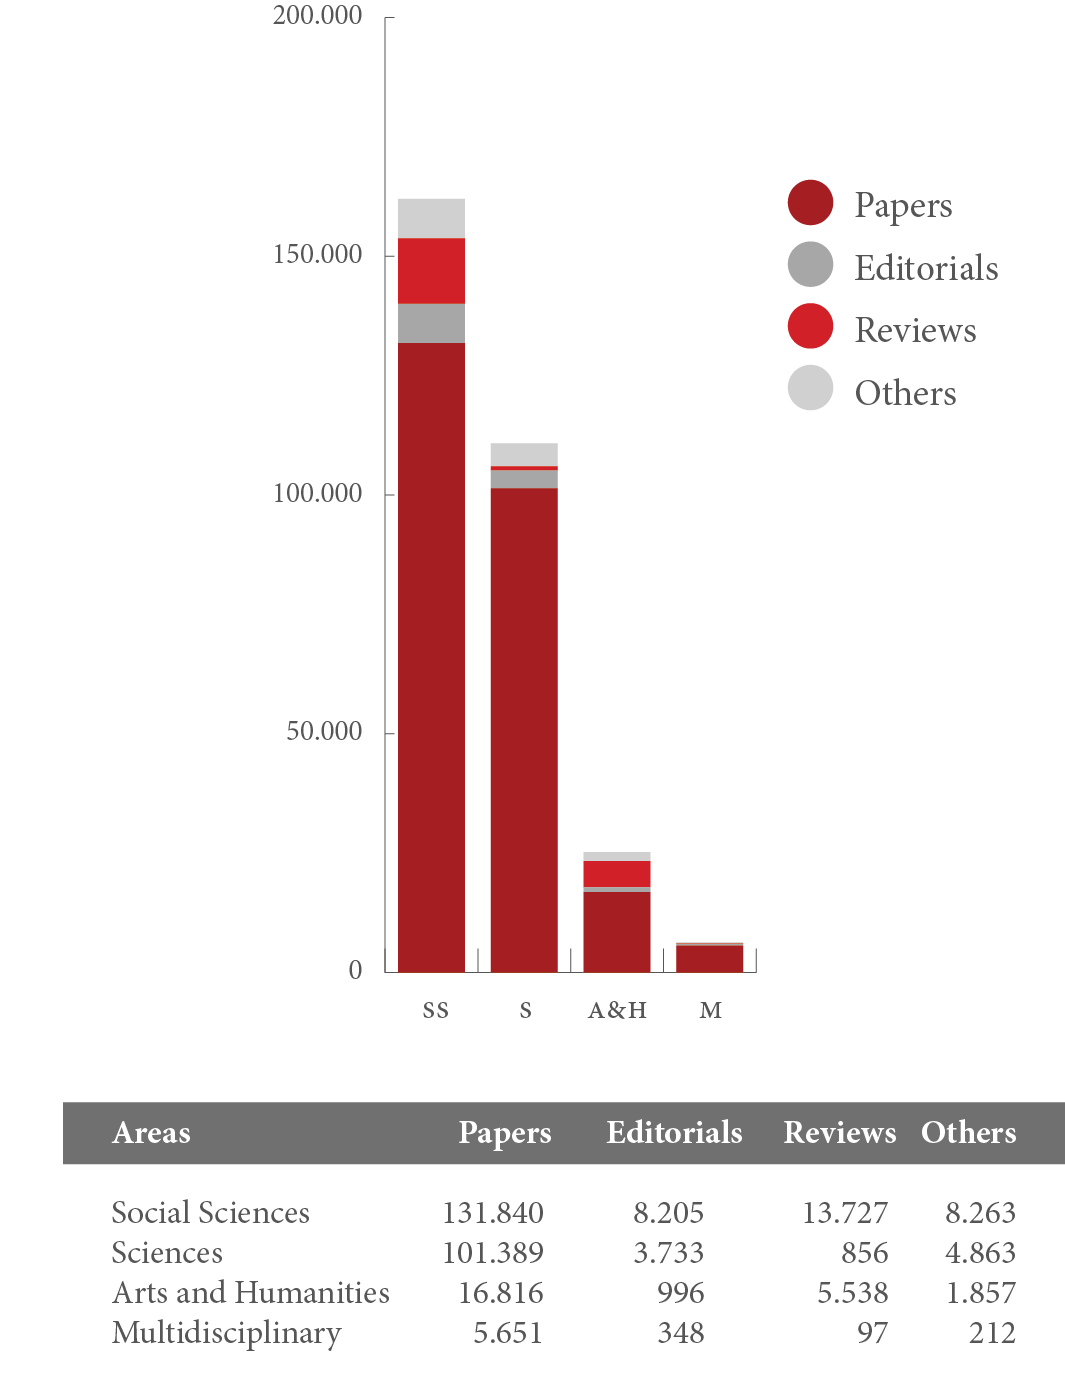 200.000
150.000
100.000
50.000
0
SS S A&H M
Papers
Editorials
Reviews
Others
Areas Papers Editorials Reviews Others
Social Sciences 131.840 8.205 13.727 8.263
Sciences 101.389 3.733 856 4.863
Arts and Humanities 16.816 996 5.538 1.857
Multidisciplinary 5.651 348 97 212